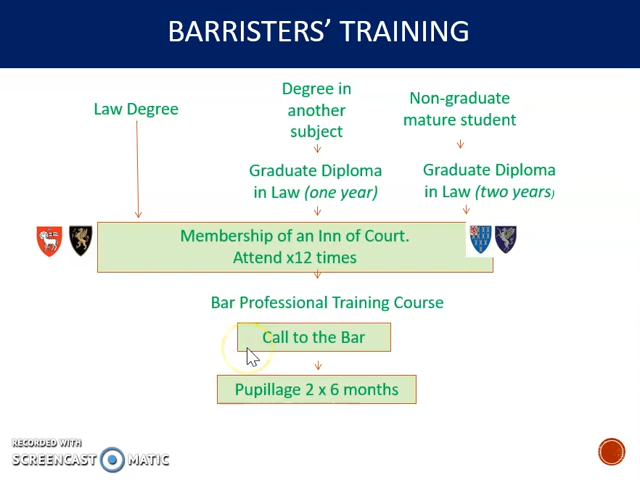 BARRISTERS' TRAINING
Law Degree
Degree in
another
subject
Non-graduate
mature student
Graduate Diploma
in Law (one year)
Graduate Diploma
in Law (two years)
Membership of an Inn of Court.
Attend x12 times
Bar Professional Training Course
Call to the Bar
Pupillage 2 x 6 months
RECORDED WITH
SCREENCAST MATIC